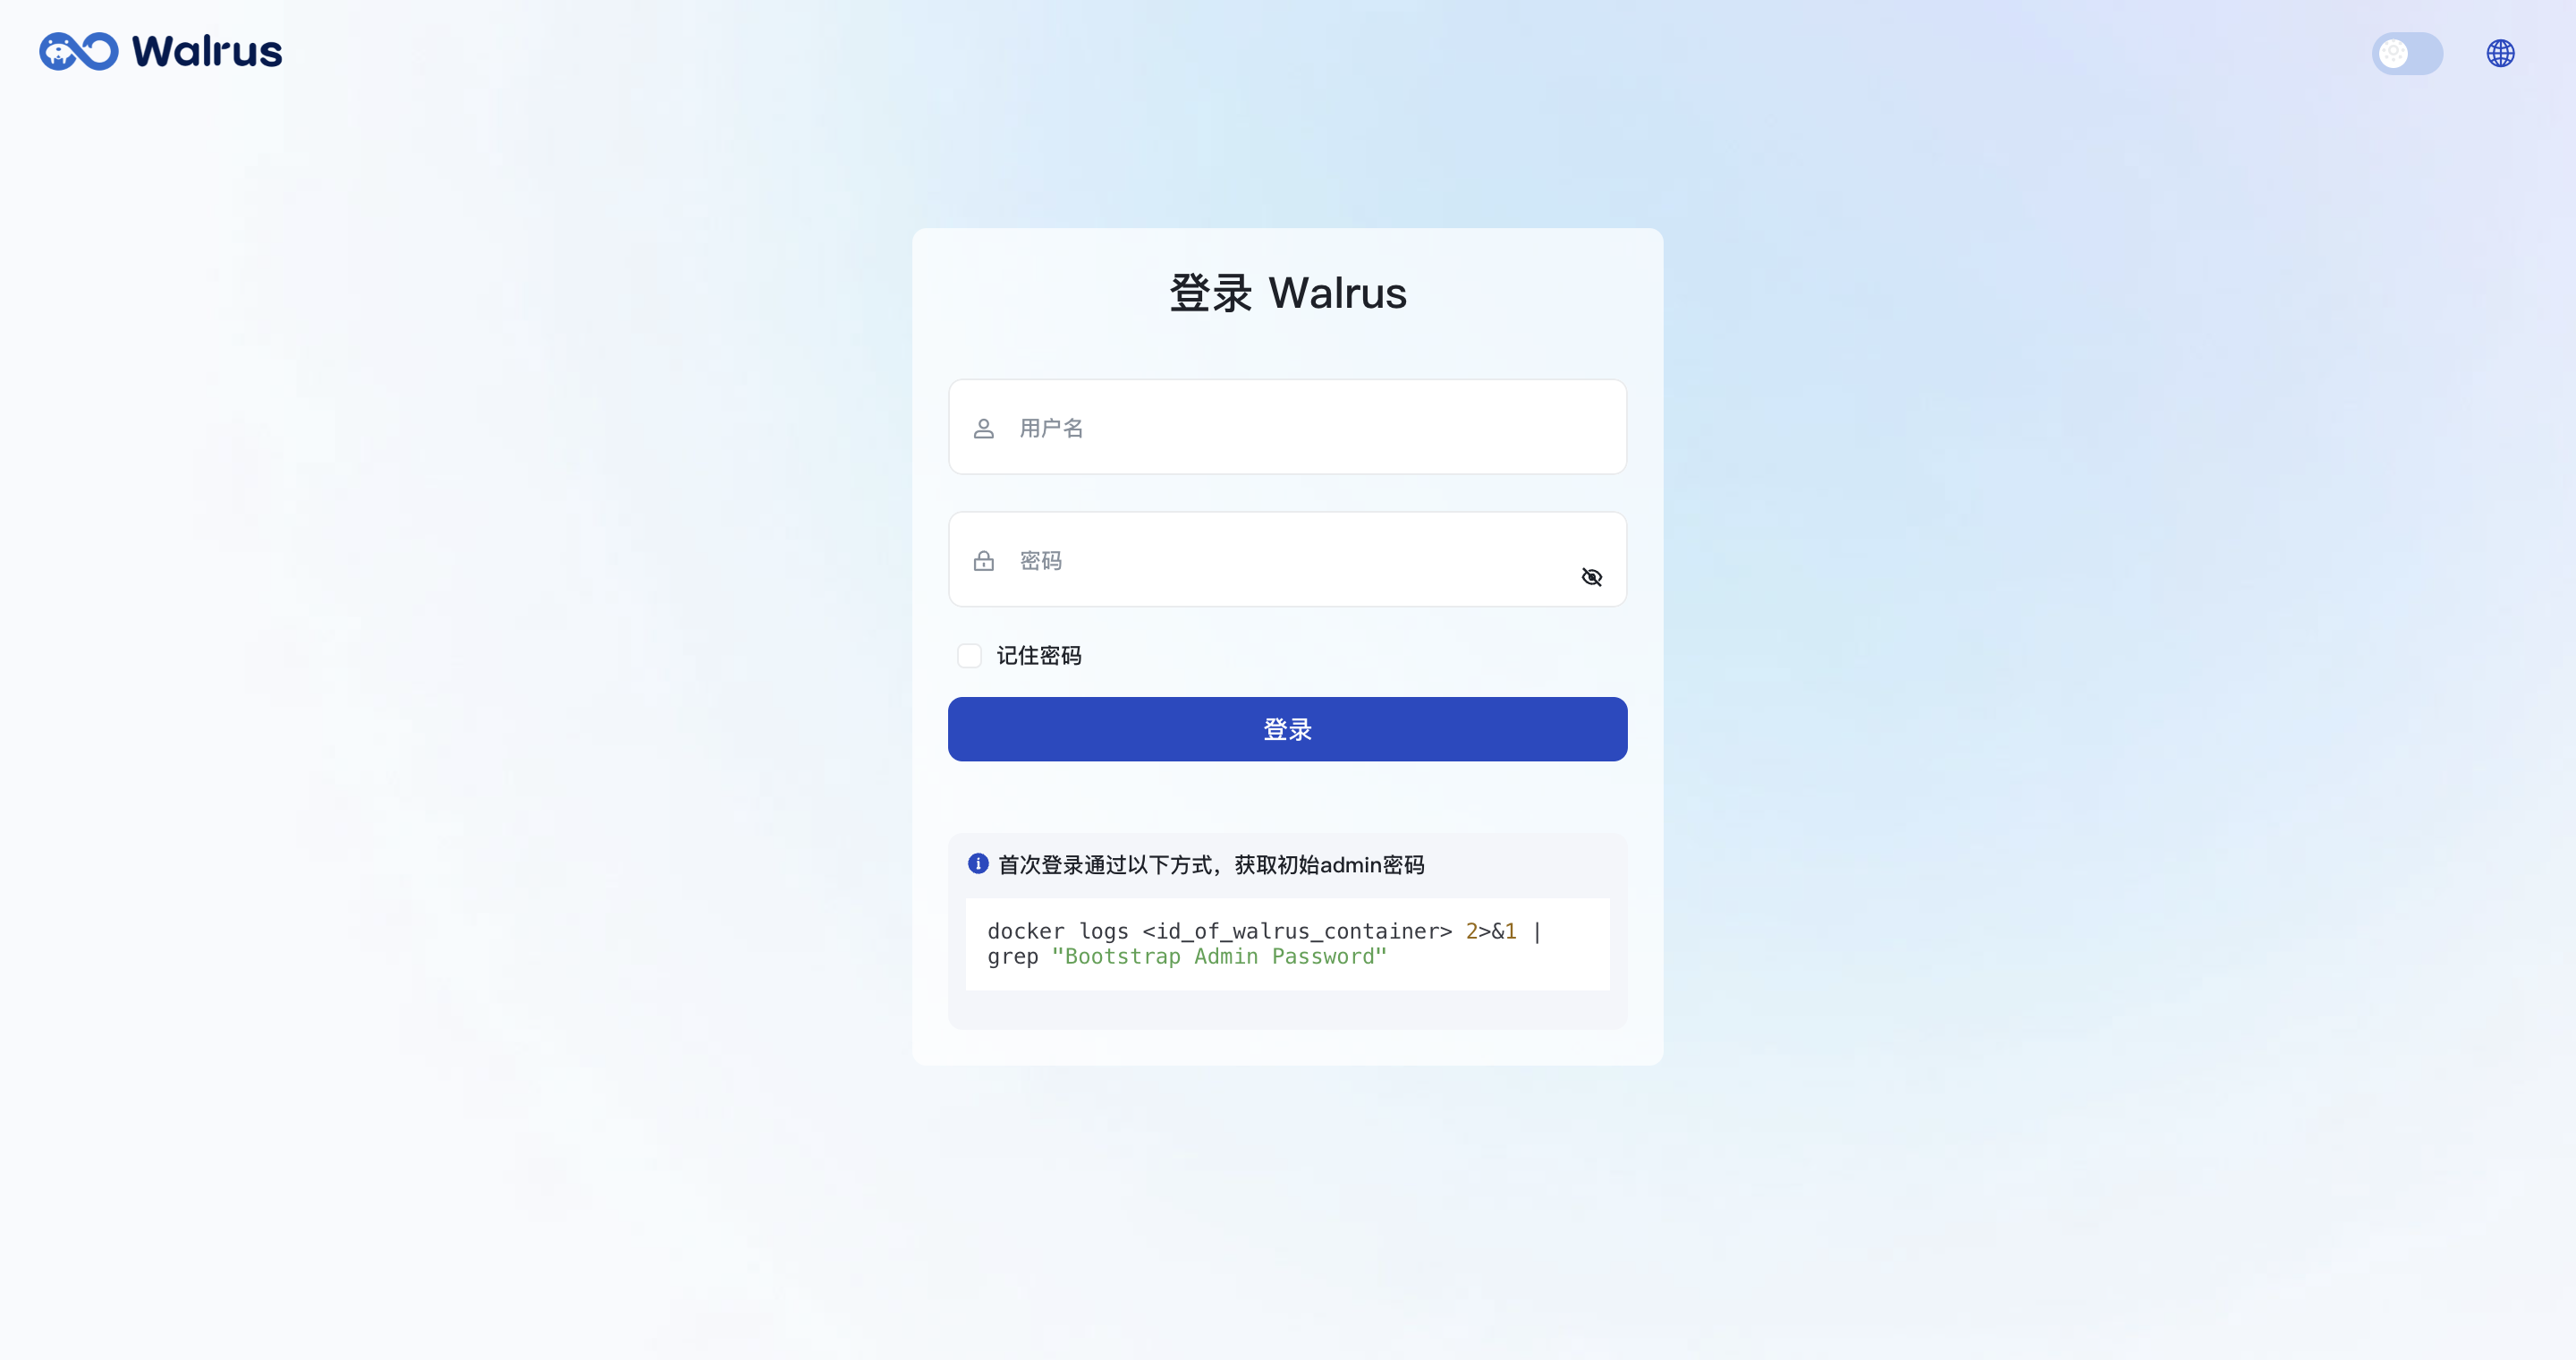 Walrus
登录 Walrus
用户名
密码
记住密码
登录
首次登录通过以下方式，获取初始admin密码
docker logs <id_of_walrus_container> 2>&1 |
grep "Bootstrap Admin Password"